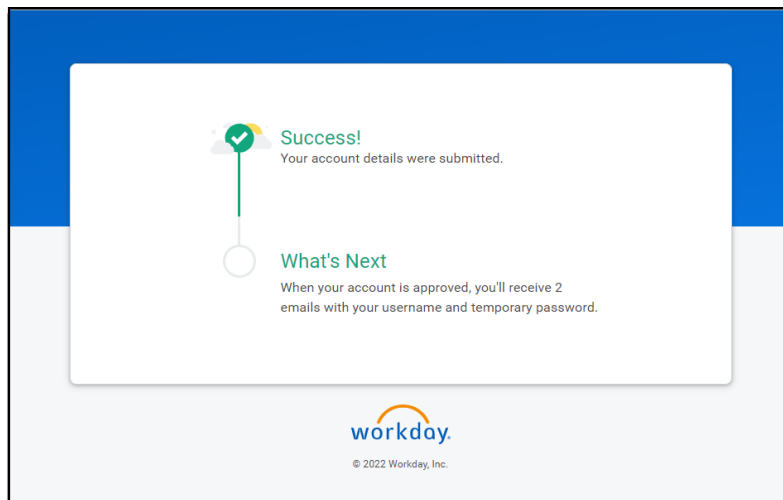 Success!
Your account details were submitted.
What's Next
When your account is approved, you'll receive 2
emails with your username and temporary password.
workday.
© 2022 Workday, Inc.